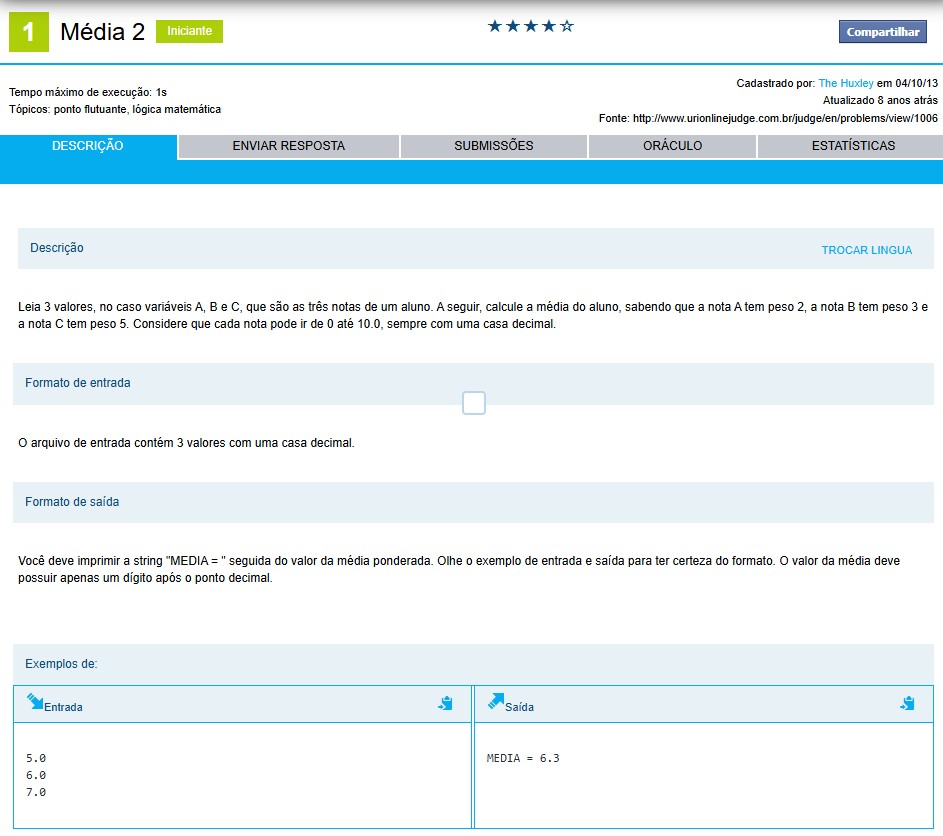 1 Média 2 Iniciante ★★★★☆ Compartilhar
Tempo máximo de execução: 1s
Tópicos: ponto flutuante, lógica matemática
Cadastrado por: The Huxley em 04/10/13
Atualizado 8 anos atrás
Fonte: http://www.urionlinejudge.com.br/judge/en/problems/view/1006
DESCRIÇÃO ENVIAR RESPOSTA SUBMISSÕES ORÁCULO ESTATÍSTICAS
Descrição TROCAR LINGUA
Leia 3 valores, no caso variáveis A, B e C, que são as três notas de um aluno. A seguir, calcule a média do aluno, sabendo que a nota A tem peso 2, a nota B tem peso 3 e
a nota C tem peso 5. Considere que cada nota pode ir de 0 até 10.0, sempre com uma casa decimal.
Formato de entrada
O arquivo de entrada contém 3 valores com uma casa decimal.
Formato de saída
Você deve imprimir a string "MEDIA = " seguida do valor da média ponderada. Olhe o exemplo de entrada e saída para ter certeza do formato. O valor da média deve
possuir apenas um dígito após o ponto decimal.
Exemplos de:
Entrada
5.0
6.0
7.0
Saída
MEDIA = 6.3